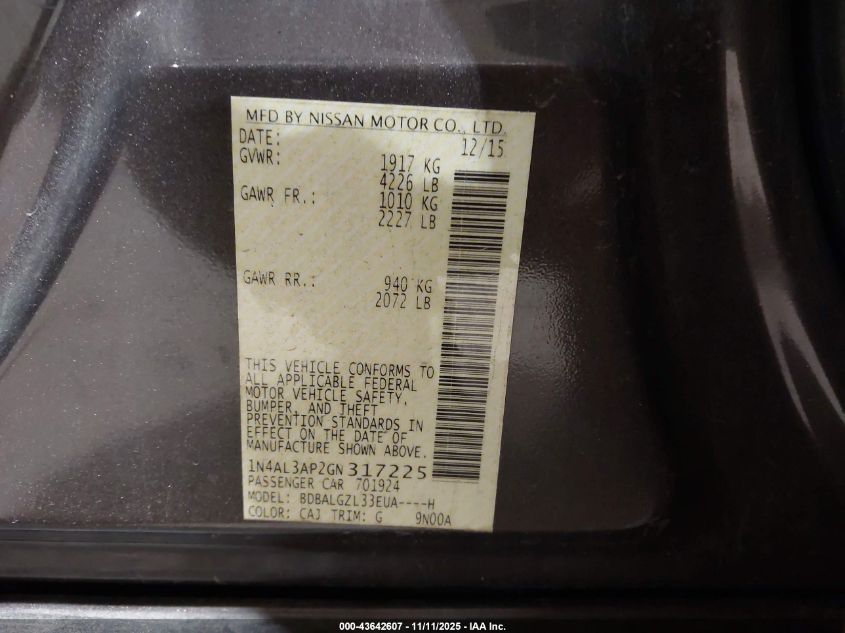 MFD BY NISSAN MOTOR CO., LTD.
DATE: 12/15
GVWR: 1917 KG
4226 LB
GAWR FR.: 1010 KG
2227 LB
GAWR RR.: 940 KG
2072 LB
THIS VEHICLE CONFORMS TO
ALL APPLICABLE FEDERAL
MOTOR VEHICLE SAFETY,
BUMPER, AND THEFT
PREVENTION STANDARDS IN
EFFECT ON THE DATE OF
MANUFACTURE SHOWN ABOVE.
1N4AL3AP2GN 317225
PASSENGER CAR 701924
MODEL: BDBALGZL33EUA----H
COLOR: CAJ TRIM: G 9N00A
000-43642607 - 11/11/2025 - IAA Inc.